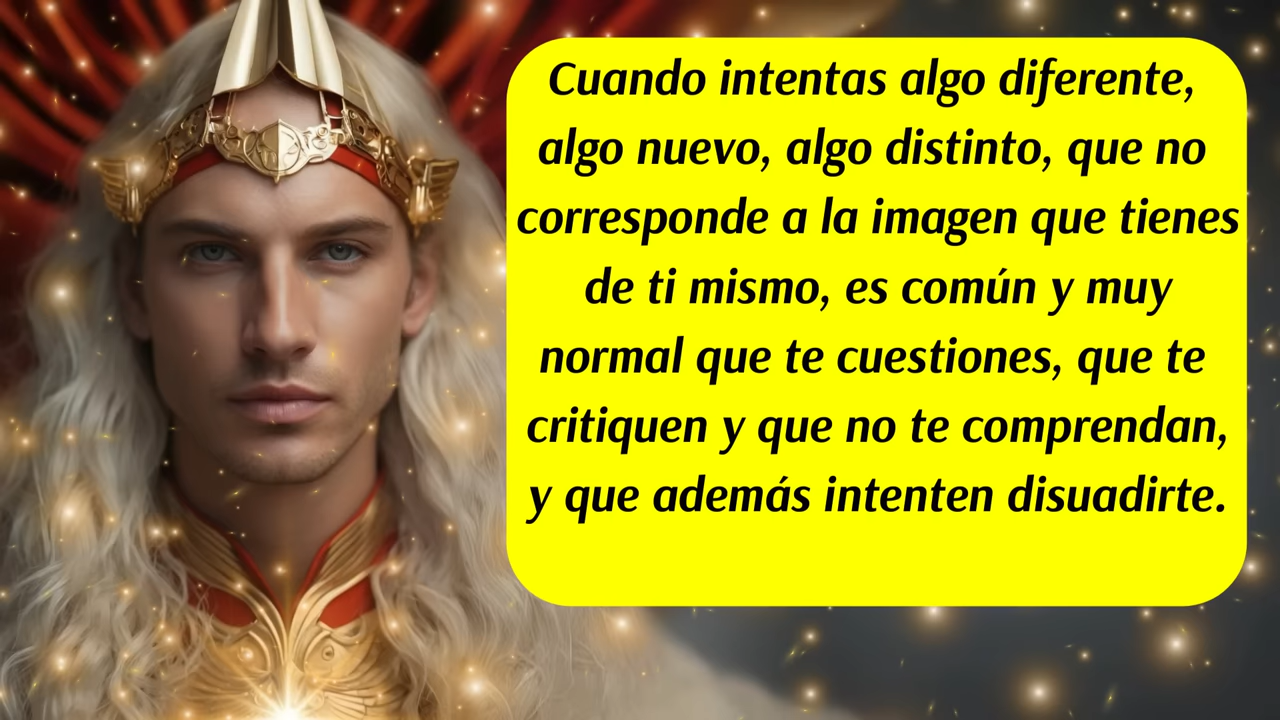 Cuando intentas algo diferente,
algo nuevo, algo distinto, que no
corresponde a la imagen que tienes
de ti mismo, es común y muy
normal que te cuestiones, que te
critiquen y que no te comprendan,
y que además intenten disuadirte.